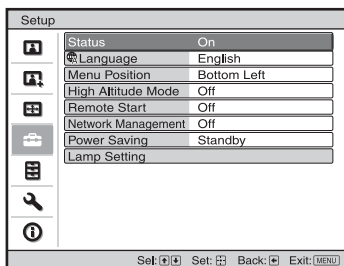 Setup
Status On
Language English
Menu Position Bottom Left
High Altitude Mode Off
Remote Start Off
Network Management Off
Power Saving Standby
Lamp Setting
Sel: Set: Back: Exit: MENU